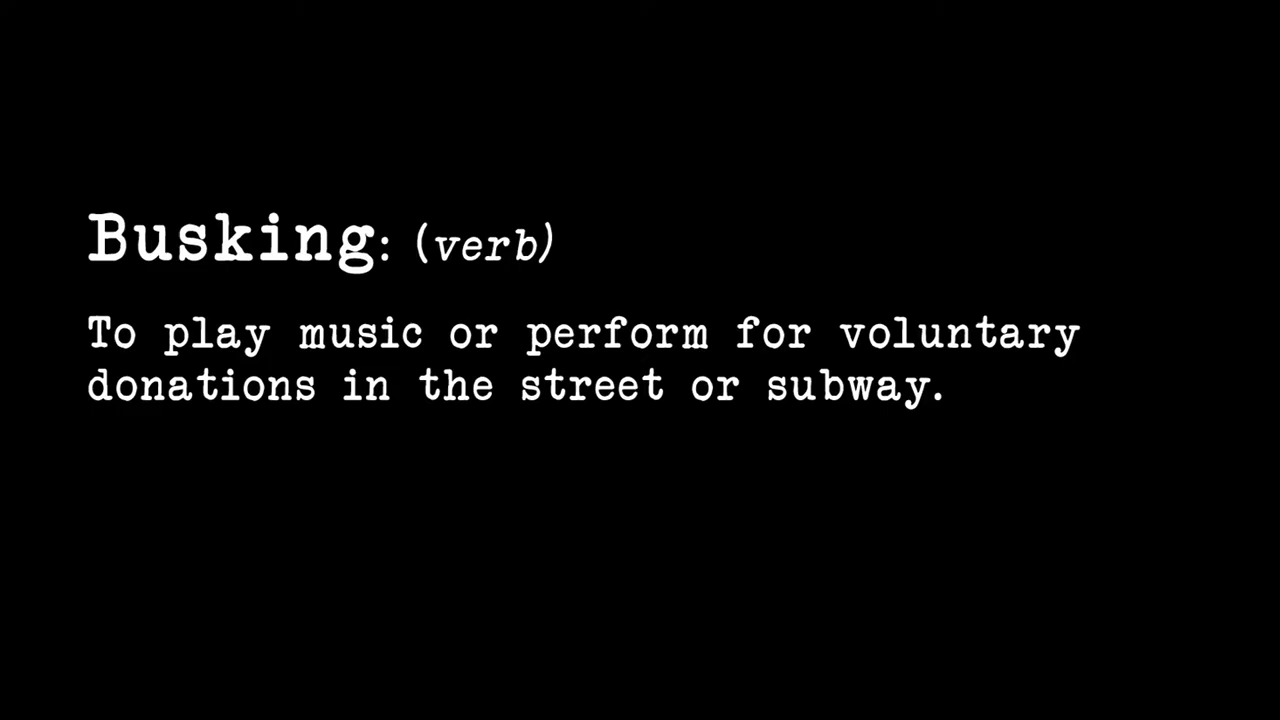 Busking: (verb)
To play music or perform for voluntary
donations in the street or subway.